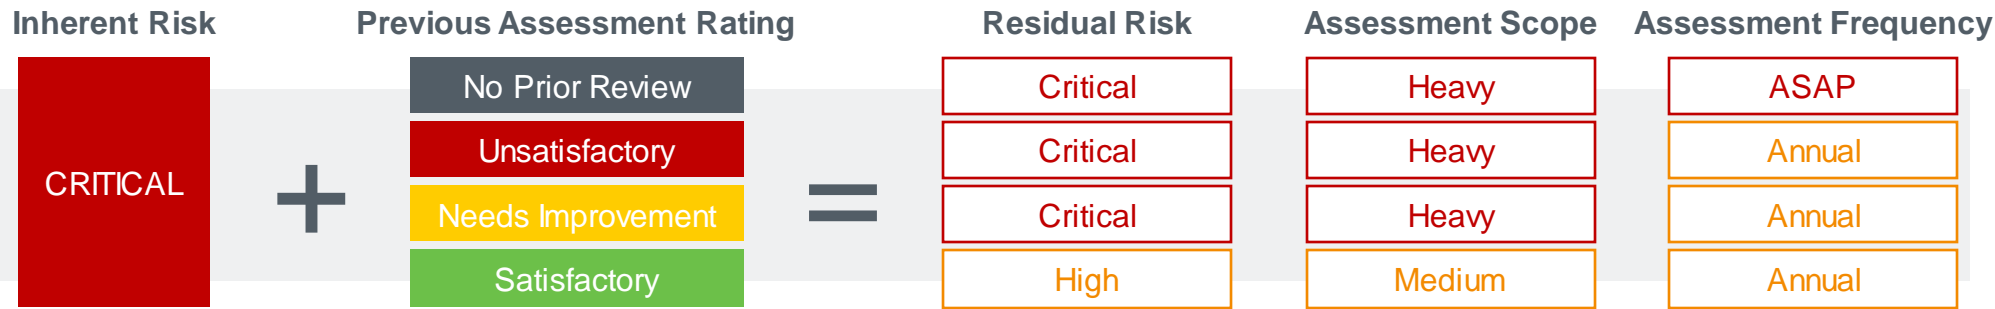 Inherent Risk Previous Assessment Rating Residual Risk Assessment Scope Assessment Frequency
No Prior Review Critical Heavy ASAP
Unsatisfactory Critical Heavy Annual
CRITICAL + =
Needs Improvement Critical Heavy Annual
Satisfactory High Medium Annual